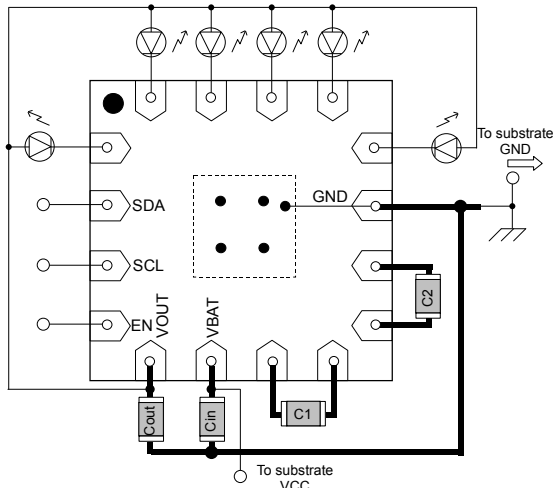 To substrate
GND
GND
SDA
SCL
EN
VOUT
VBAT
C2
C1
Cout
Cin
To substrate
VCC